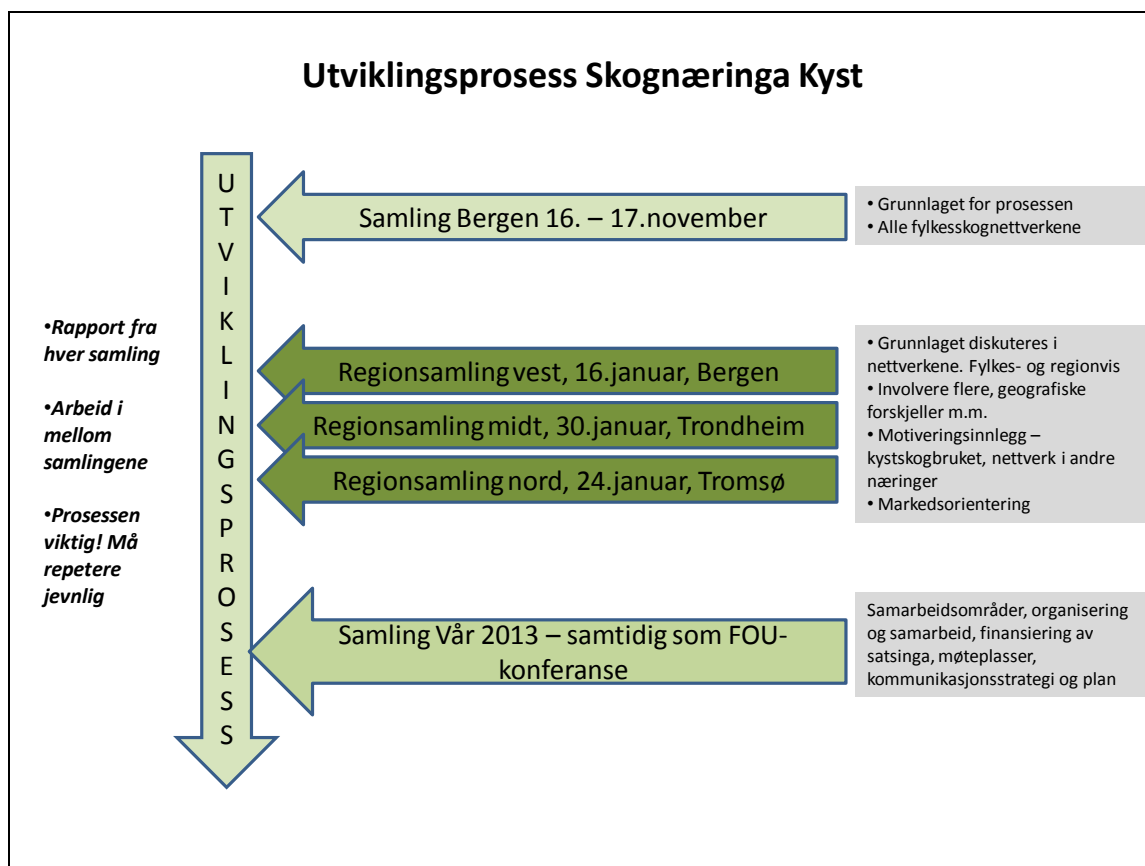 Utviklingsprosess Skognæringa Kyst
U
T
V
I
K
L
I
N
G
S
P
R
O
S
E
S
S
Samling Bergen 16. – 17.november
• Grunnlaget for prosessen
• Alle fylkesskognettverkene
•Rapport fra
hver samling
•Arbeid i
mellom
samlingene
•Prosessen
viktig! Må
repetere
jevnlig
Regionsamling vest, 16.januar, Bergen
Regionsamling midt, 30.januar, Trondheim
Regionsamling nord, 24.januar, Tromsø
• Grunnlaget diskuteres i
nettverkene. Fylkes- og regionvis
• Involvere flere, geografiske
forskjeller m.m.
• Motiveringsinnlegg –
kystskogbruket, nettverk i andre
næringer
• Markedsorientering
Samling Vår 2013 – samtidig som FOU-
konferanse
Samarbeidsområder, organisering
og samarbeid, finansiering av
satsinga, møteplasser,
kommunikasjonsstrategi og plan